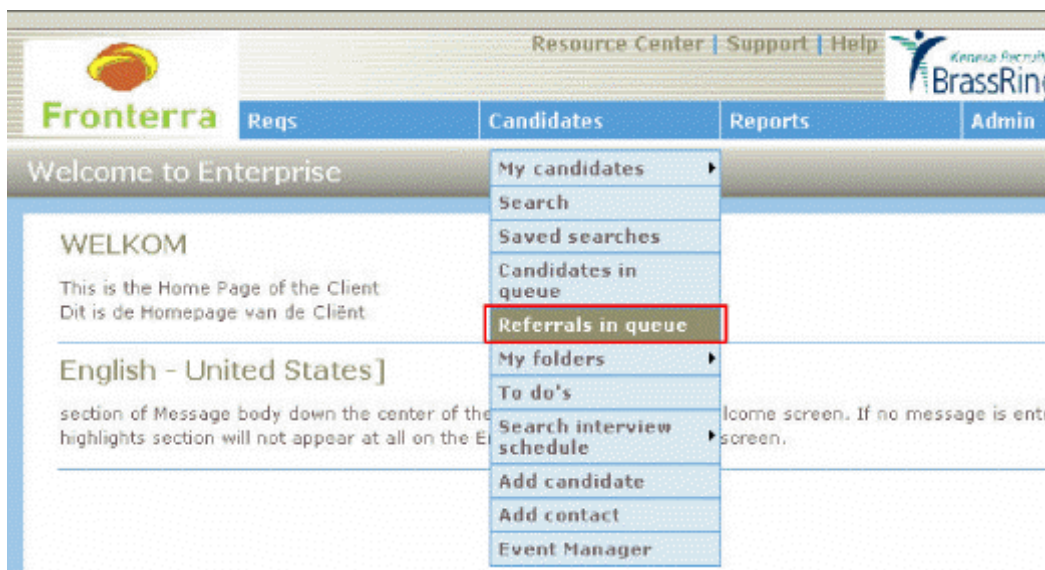 Resource Center | Support | Help
Kenexa Recruit
BrassRin
Fronterra
Reqs Candidates Reports Admin
Welcome to Enterprise
My candidates
Search
Saved searches
Candidates in
queue
Referrals in queue
My folders
To do's
Search interview
schedule
Add candidate
Add contact
Event Manager
WELKOM
This is the Home Page of the Client
Dit is de Homepage van de Cliënt
English - United States]
section of Message body down the center of the lcome screen. If no message is ent
highlights section will not appear at all on the E screen.